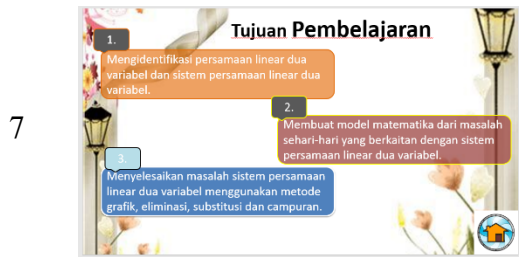 7
Tujuan Pembelajaran
1.
Mengidentifikasi persamaan linear dua
variabel dan sistem persamaan linear dua
variabel.
2.
Membuat model matematika dari masalah
sehari-hari yang berkaitan dengan sistem
persamaan linear dua variabel.
3.
Menyelesaikan masalah sistem persamaan
linear dua variabel menggunakan metode
grafik, eliminasi, substitusi dan campuran.